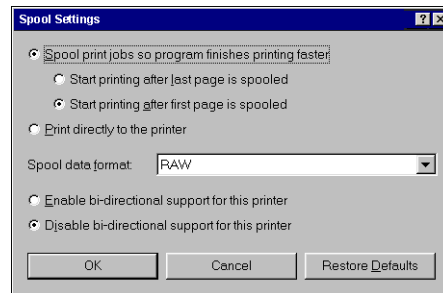 Spool Settings
Spool print jobs so program finishes printing faster
Start printing after last page is spooled
Start printing after first page is spooled
Print directly to the printer
Spool data format: RAW
Enable bi-directional support for this printer
Disable bi-directional support for this printer
OK Cancel Restore Defaults